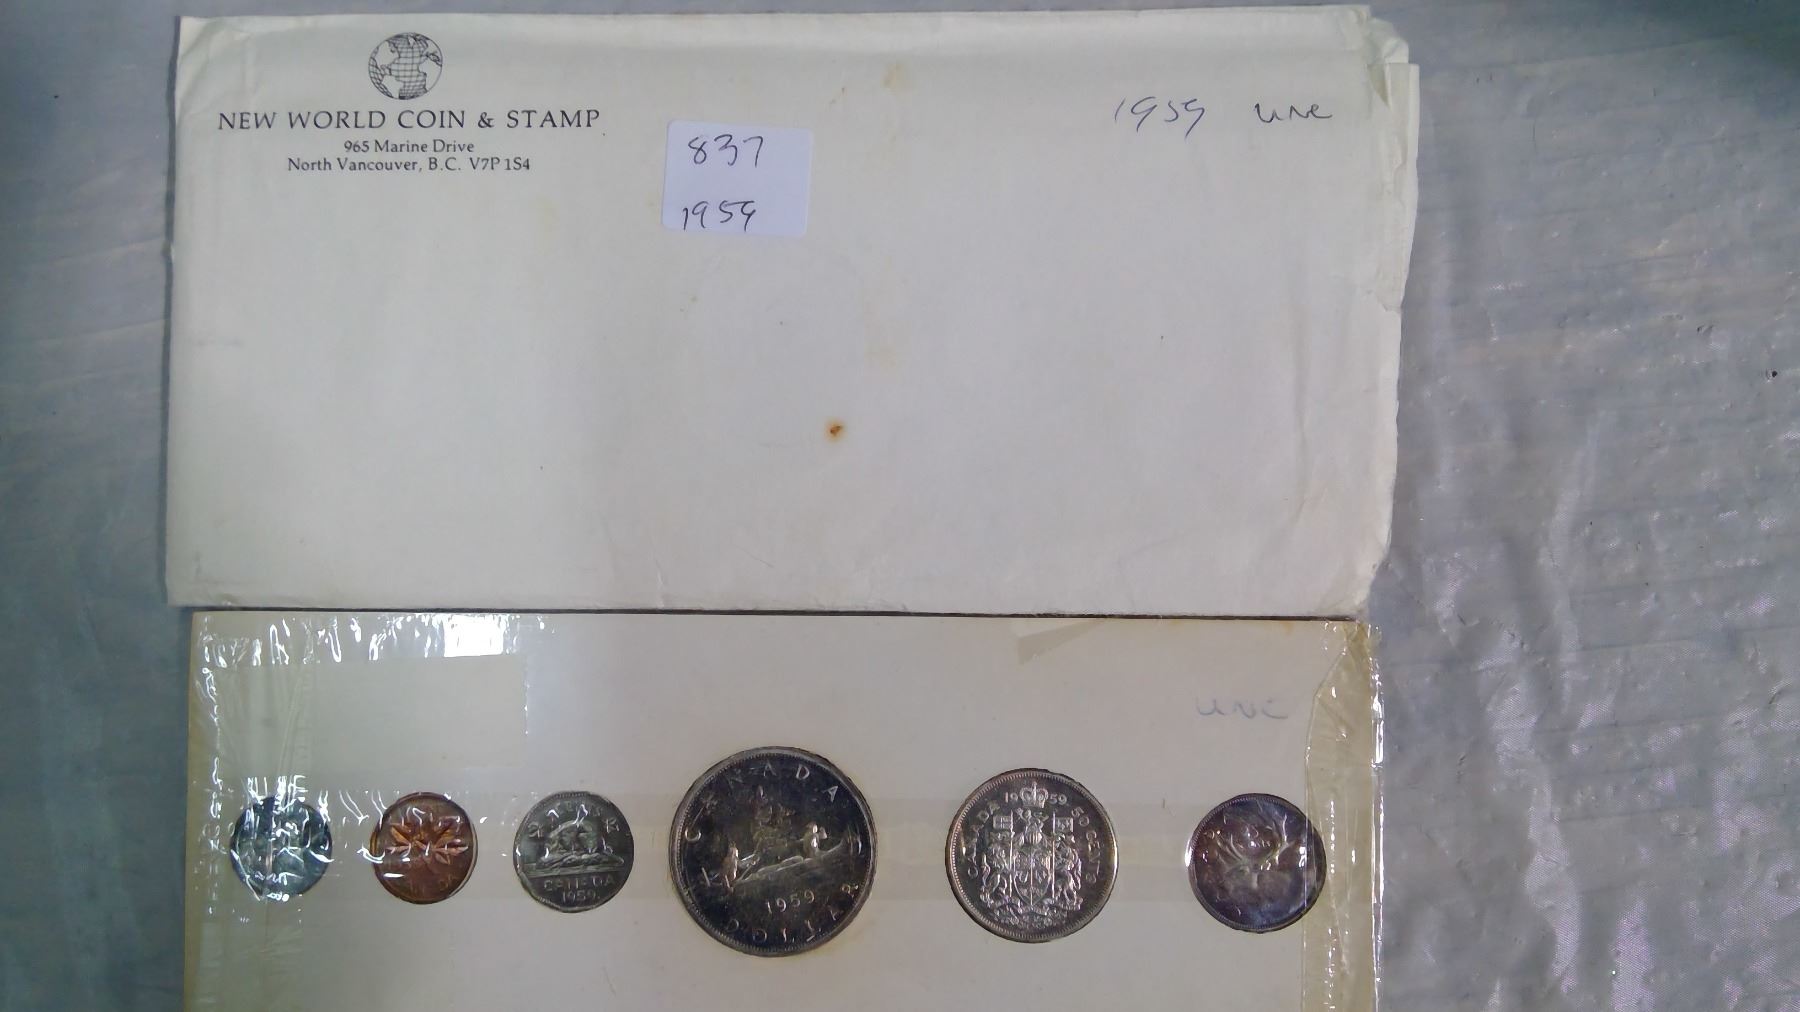 NEW WORLD COIN & STAMP
965 Marine Drive
North Vancouver, B.C. V7P 1S4
837
1959
1959 UNC
UNC
CANADA
1959
CANADA
1959
DOLLAR
CANADA 1959 50 CENTS